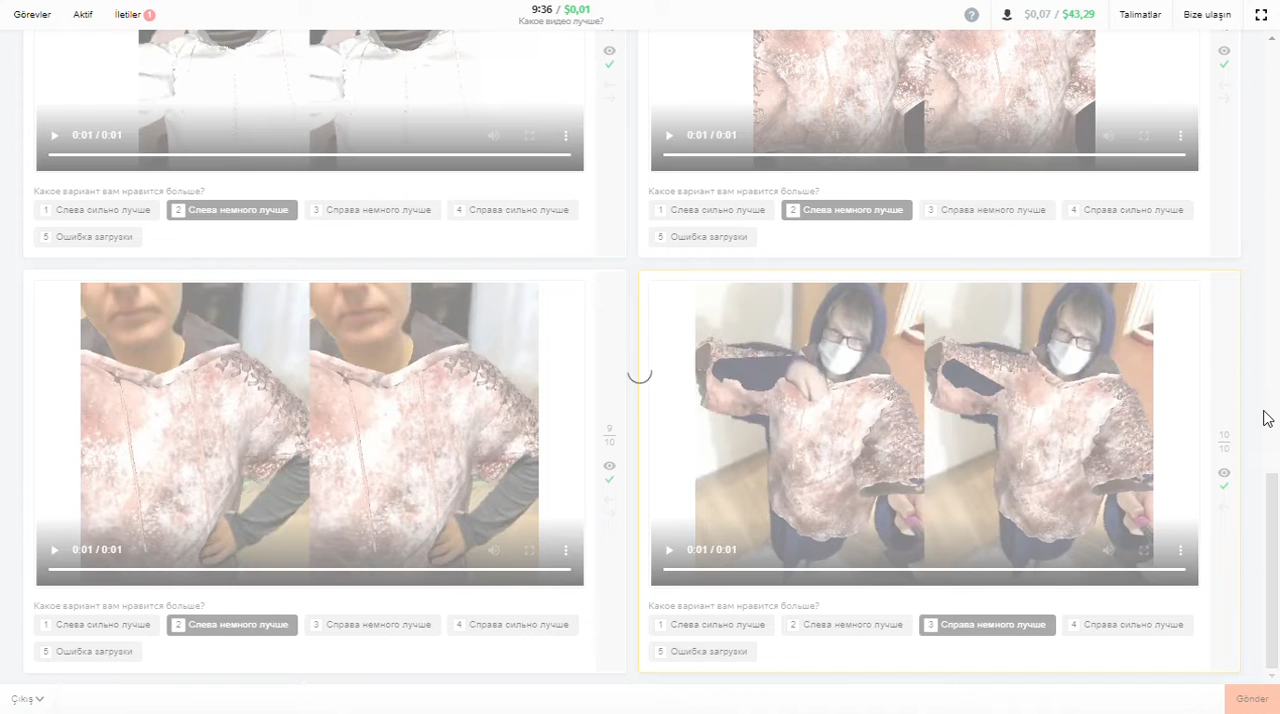 Görevler Aktif İletiler 1 9:36 / $0,01 $0,07 / $43,29 Talimatlar Bize ulaşın
Какое видео лучше?
0:01 / 0:01 0:01 / 0:01
Какое вариант вам нравится больше? Какое вариант вам нравится больше?
1 Слева сильно лучше 2 Слева немного лучше 3 Справа немного лучше 4 Справа сильно лучше 1 Слева сильно лучше 2 Слева немного лучше 3 Справа немного лучше 4 Справа сильно лучше
5 Ошибка загрузки 5 Ошибка загрузки
9
10
10
10
0:01 / 0:01 0:01 / 0:01
Какое вариант вам нравится больше? Какое вариант вам нравится больше?
1 Слева сильно лучше 2 Слева немного лучше 3 Справа немного лучше 4 Справа сильно лучше 1 Слева сильно лучше 2 Слева немного лучше 3 Справа немного лучше 4 Справа сильно лучше
5 Ошибка загрузки 5 Ошибка загрузки
Çıkış Gönder